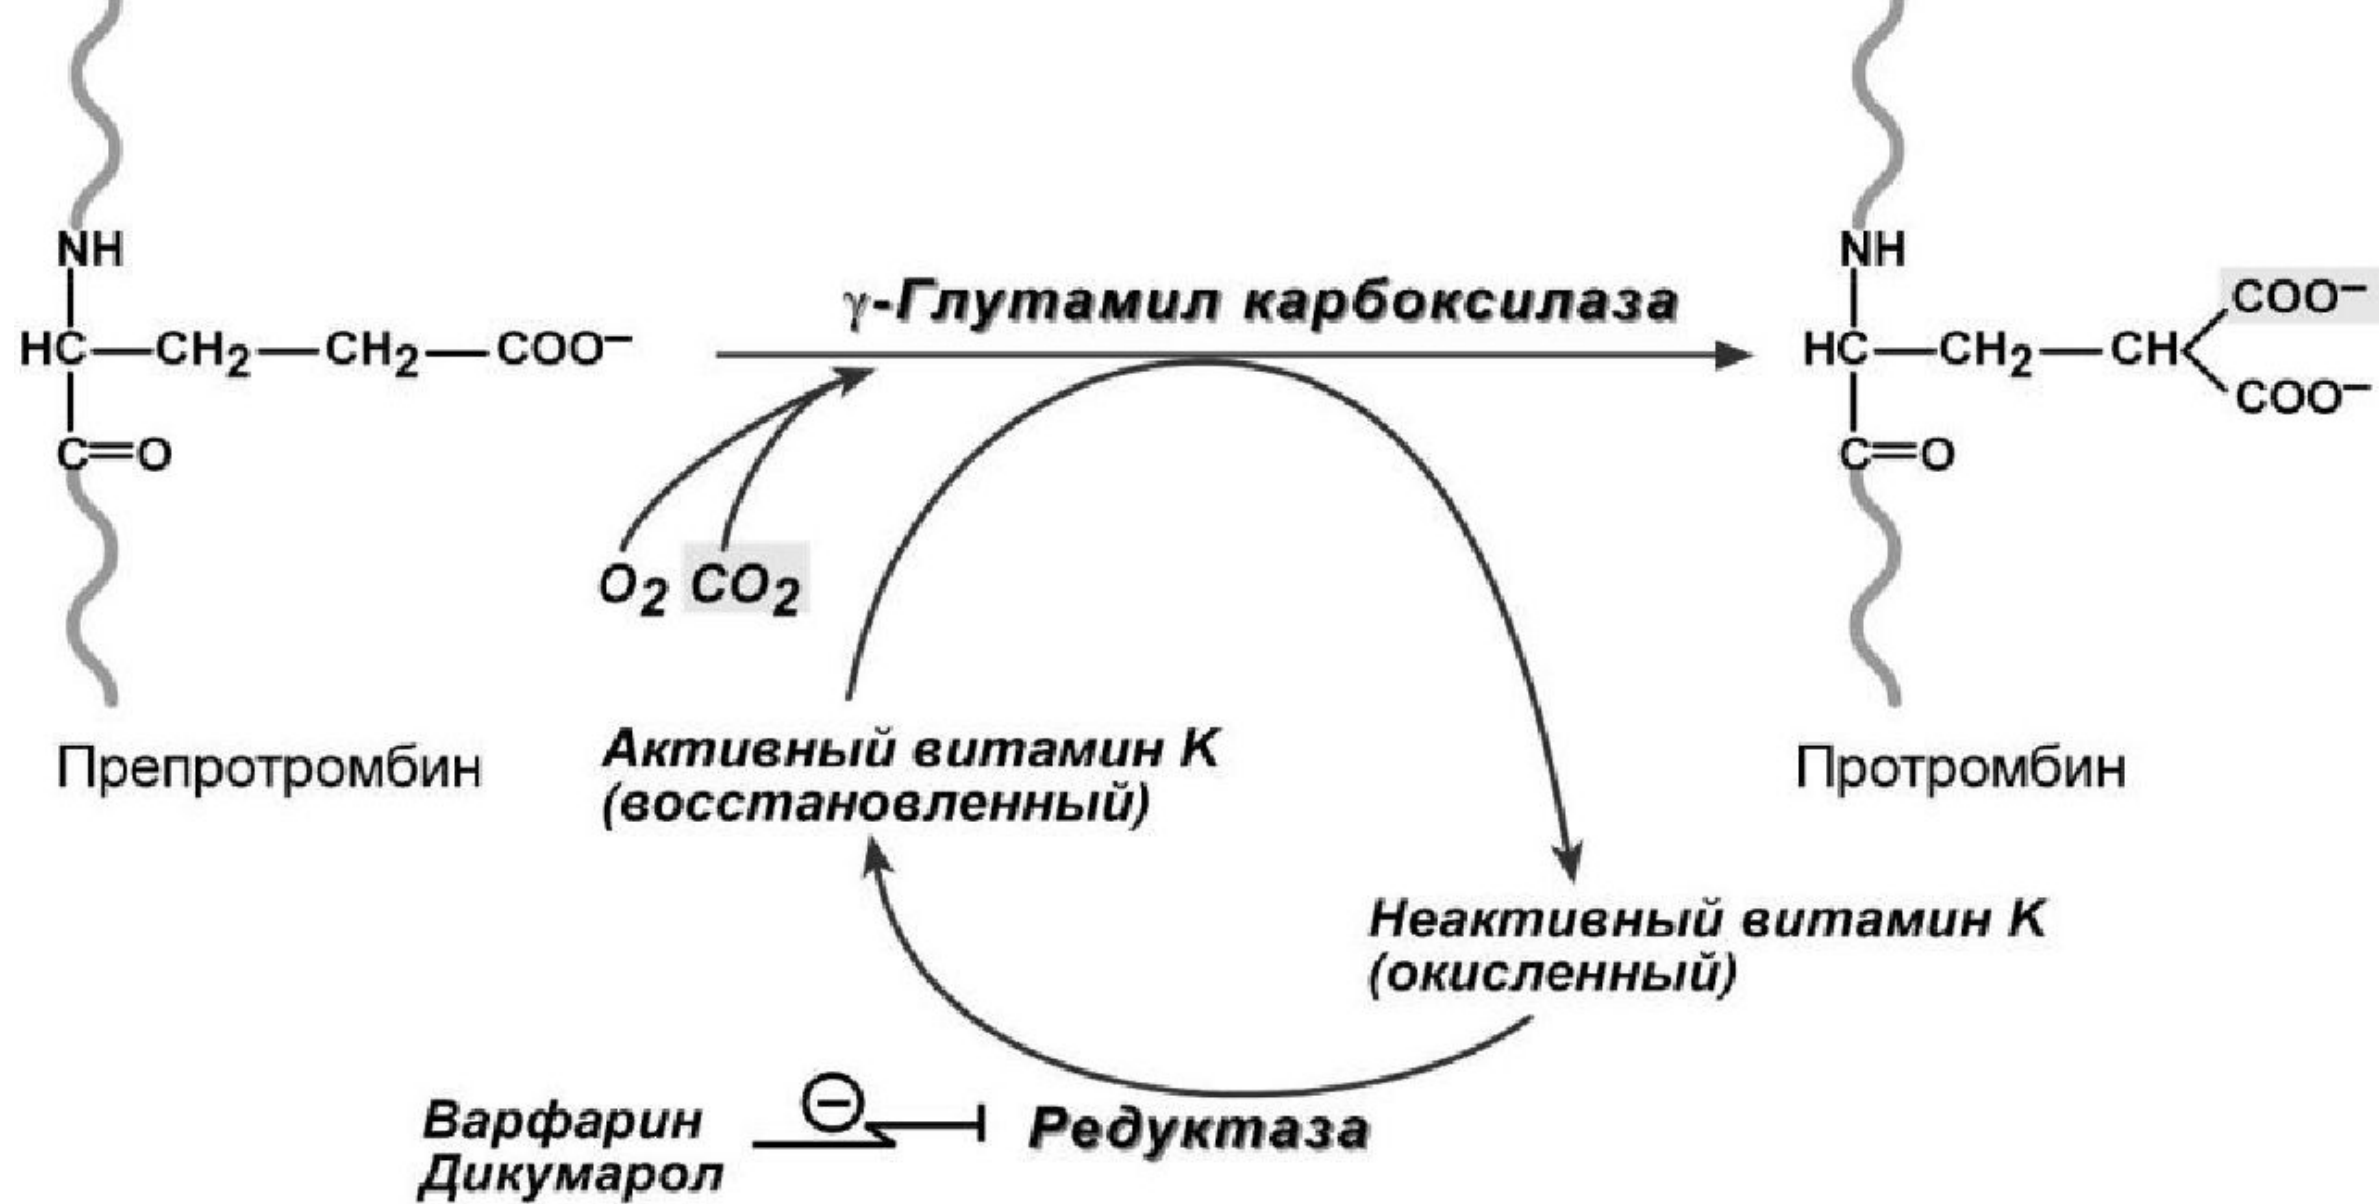 NH
HC—CH2—CH2—COO−
C=O
Препротромбин
γ-Глутамил карбоксилаза
O2 CO2
Активный витамин К
(восстановленный)
Неактивный витамин К
(окисленный)
Варфарин
Дикумарол
−
Редуктаза
NH
COO−
HC—CH2—CH
COO−
C=O
Протромбин